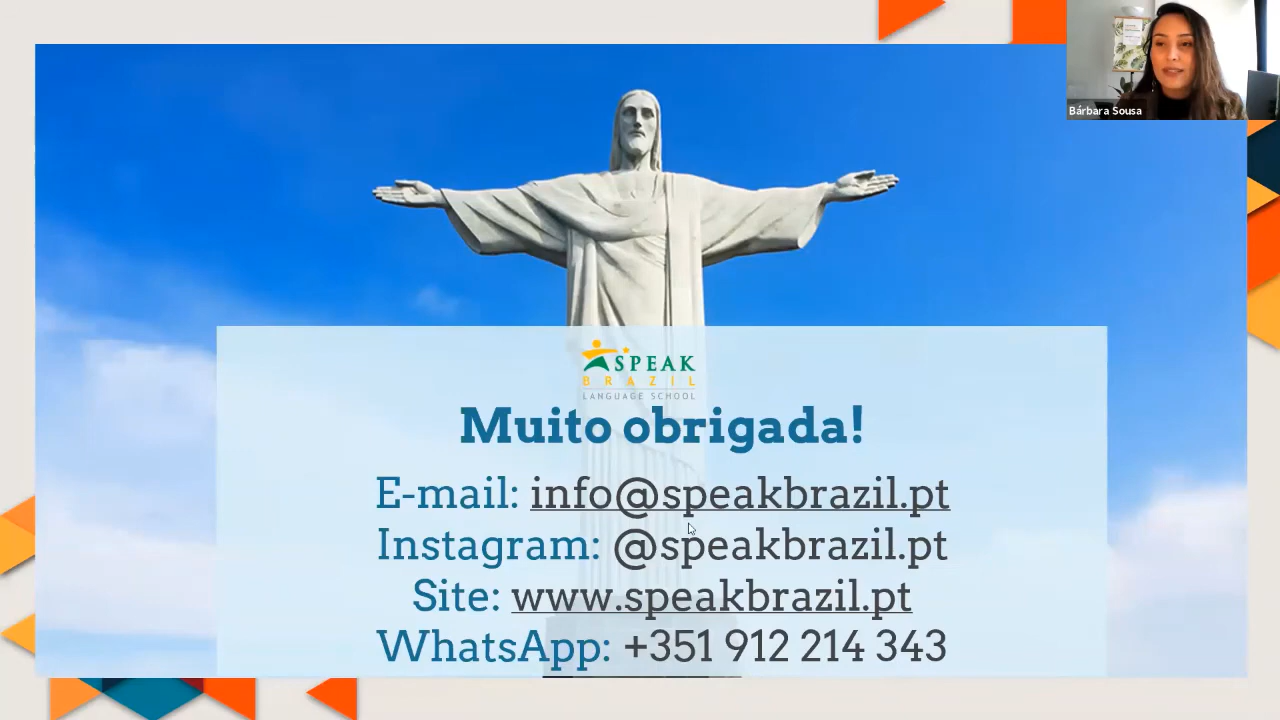 Bárbara Sousa
SPEAK
BRAZIL
LANGUAGE SCHOOL
Muito obrigada!
E-mail: info@speakbrazil.pt
Instagram: @speakbrazil.pt
Site: www.speakbrazil.pt
WhatsApp: +351 912 214 343